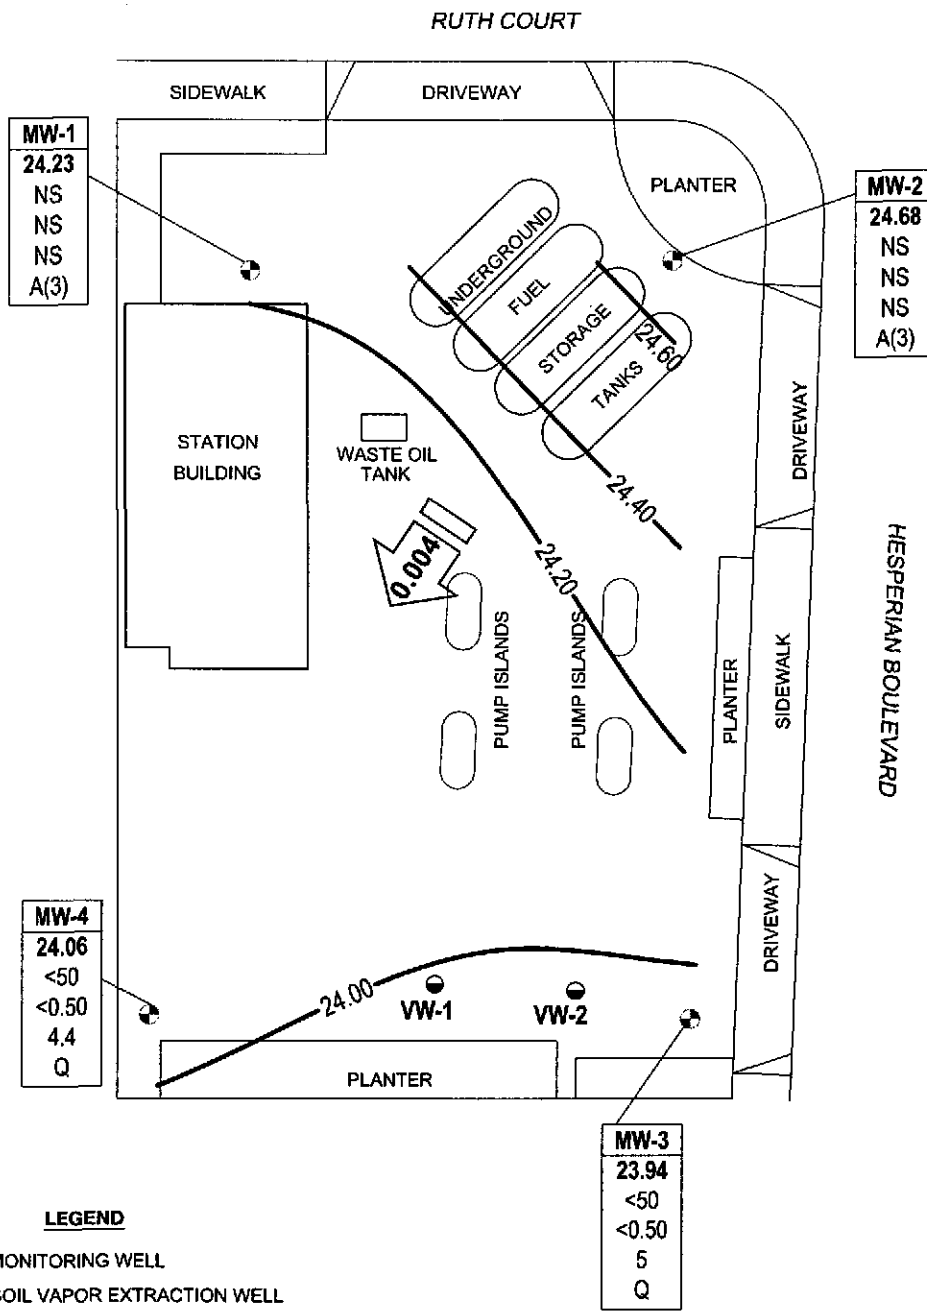 RUTH COURT
SIDEWALK
DRIVEWAY
MW-1
24.23
NS
NS
NS
A(3)
PLANTER
MW-2
24.68
NS
NS
NS
A(3)
UNDERGROUND
FUEL
STORAGE
TANKS
24.60
STATION
BUILDING
WASTE OIL
TANK
24.40
DRIVEWAY
0.004
24.20
HESPERIAN BOULEVARD
PUMP ISLANDS
PUMP ISLANDS
PLANTER
SIDEWALK
DRIVEWAY
MW-4
24.06
<50
<0.50
4.4
Q
24.00
VW-1
VW-2
PLANTER
MW-3
23.94
<50
<0.50
5
Q
LEGEND
MONITORING WELL
SOIL VAPOR EXTRACTION WELL